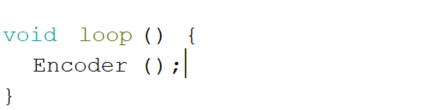 void loop () {
Encoder ();
}